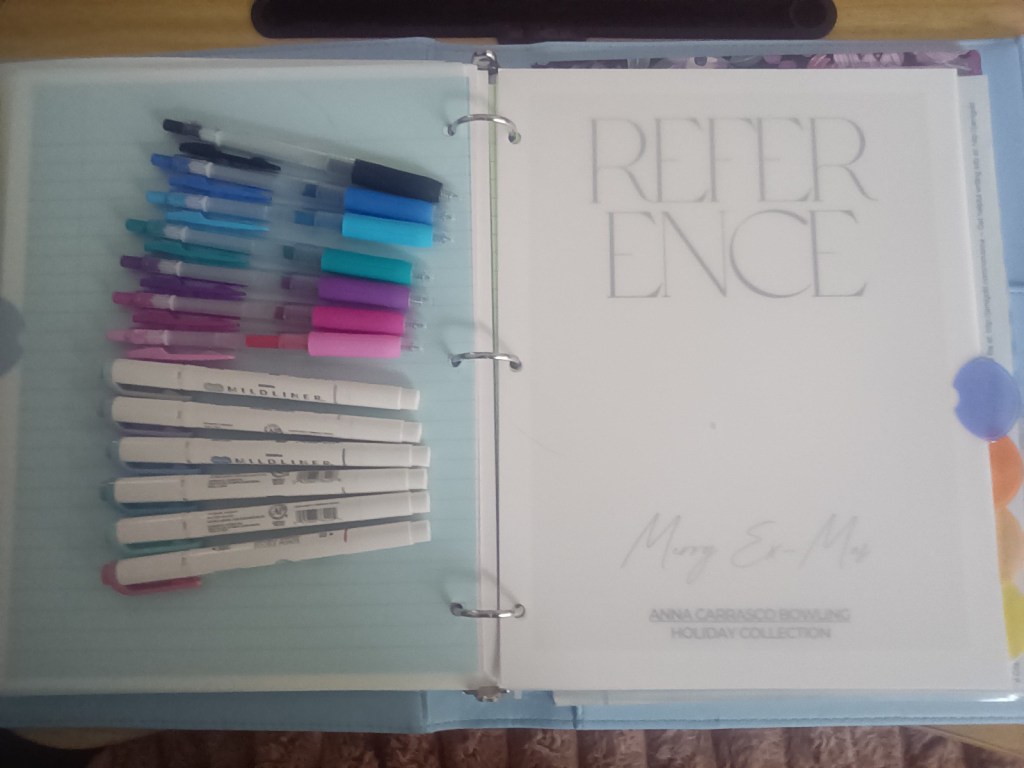 MILDLINER
MILDLINER
REFER
ENCE
Merry Ex-Mas
ANNA CARRASCO BOWLING
HOLIDAY COLLECTION